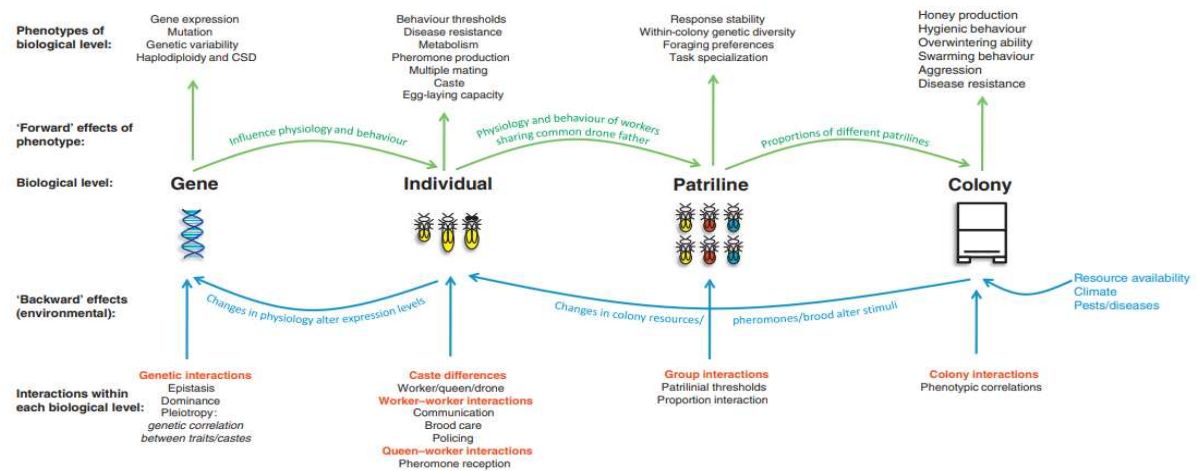 Phenotypes of
biological level:
Gene expression
Mutation
Genetic variability
Haplodiploidy and CSD
Behaviour thresholds
Disease resistance
Metabolism
Pheromone production
Multiple mating
Caste
Egg-laying capacity
Response stability
Within-colony genetic diversity
Foraging preferences
Task specialization
Honey production
Hygienic behaviour
Overwintering ability
Swarming behaviour
Aggression
Disease resistance
'Forward' effects of
phenotype:
Influence physiology and behaviour
Physiology and behaviour of workers
sharing common drone father
Proportions of different patrilines
Biological level:
Gene
Individual
Patriline
Colony
'Backward' effects
(environmental):
Changes in physiology alter expression levels
Changes in colony resources/ pheromones/brood alter stimuli
Resource availability
Climate
Pests/diseases
Interactions within
each biological level:
Genetic interactions
Epistasis
Dominance
Pleiotropy:
genetic correlation
between traits/castes
Caste differences
Worker/queen/drone
Worker–worker interactions
Communication
Brood care
Policing
Queen–worker interactions
Pheromone reception
Group interactions
Patrilinial thresholds
Proportion interaction
Colony interactions
Phenotypic correlations